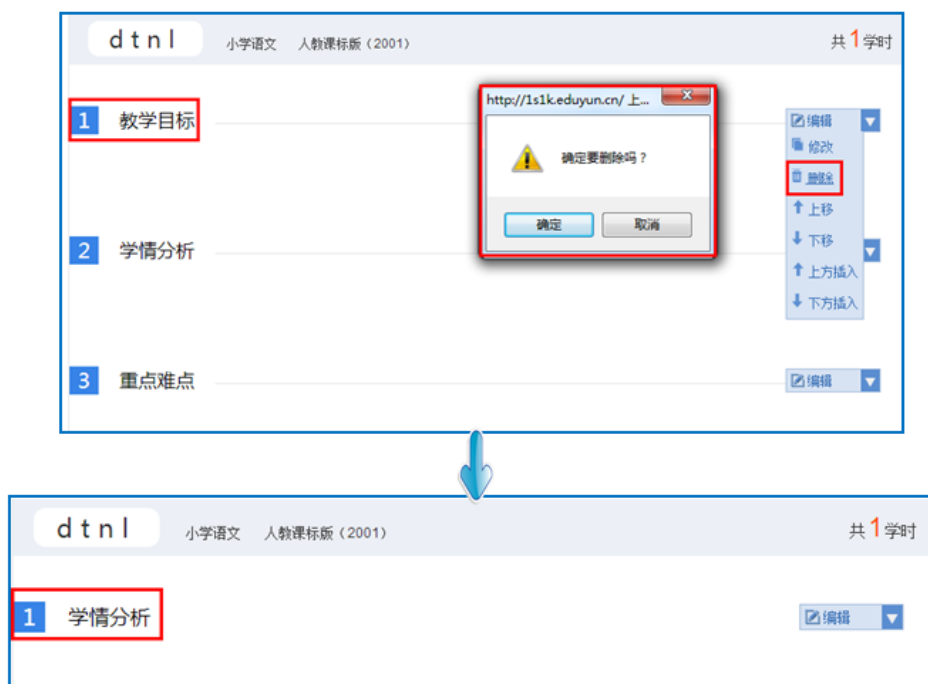 dtnl 小学语文 人教课标版（2001） 共1学时
1 教学目标
http://1s1k.eduyun.cn/ 上...
确定要删除吗？
确定 取消
编辑
修改
删除
上移
下移
上方插入
下方插入
2 学情分析
3 重点难点 编辑
dtnl 小学语文 人教课标版（2001） 共1学时
1 学情分析 编辑